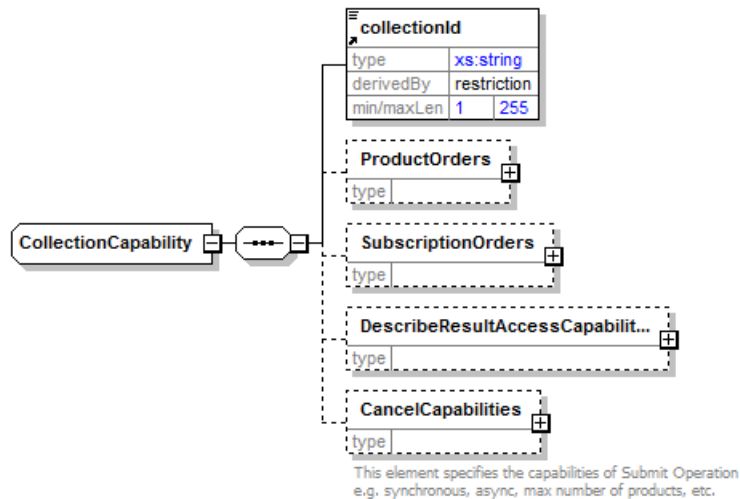 collectionId
type xs:string
derivedBy restriction
min/maxLen 1 255
ProductOrders
type
CollectionCapability
SubscriptionOrders
type
DescribeResultAccessCapabilit...
type
CancelCapabilities
type
This element specifies the capabilities of Submit Operation
e.g. synchronous, async, max number of products, etc.